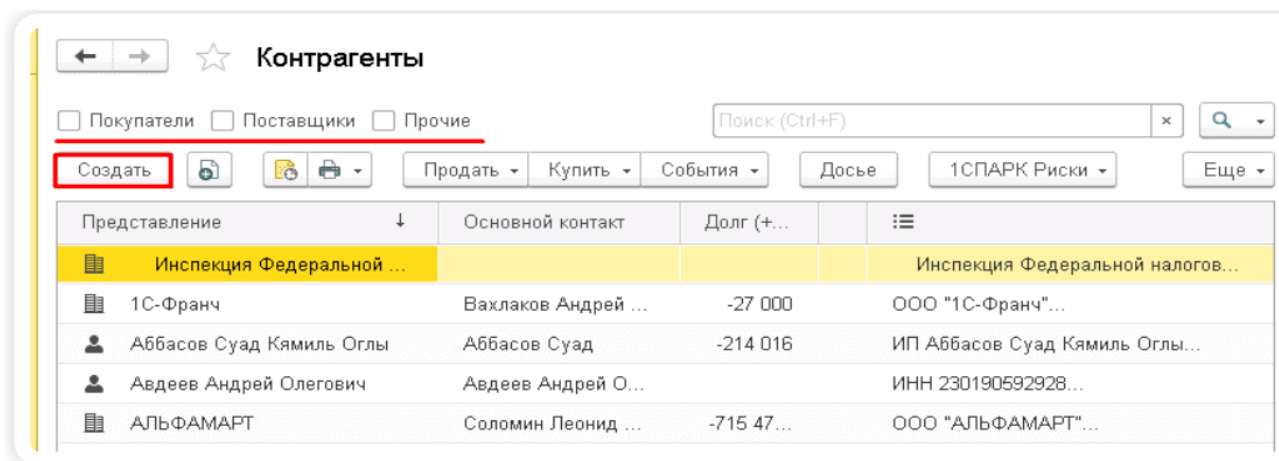 Контрагенты
Покупатели Поставщики Прочие Поиск (Ctrl+F) ×
Создать Продать Купить События Досье 1СПАРК Риски Еще
Представление ↓ Основной контакт Долг (+...
Инспекция Федеральной ... Инспекция Федеральной налогов...
1С-Франч Вахлаков Андрей ... -27 000 ООО "1С-Франч"...
Аббасов Суад Кямиль Оглы Аббасов Суад -214 016 ИП Аббасов Суад Кямиль Оглы...
Авдеев Андрей Олегович Авдеев Андрей О... ИНН 230190592928...
АЛЬФАМАРТ Соломин Леонид ... -715 47... ООО "АЛЬФАМАРТ"...